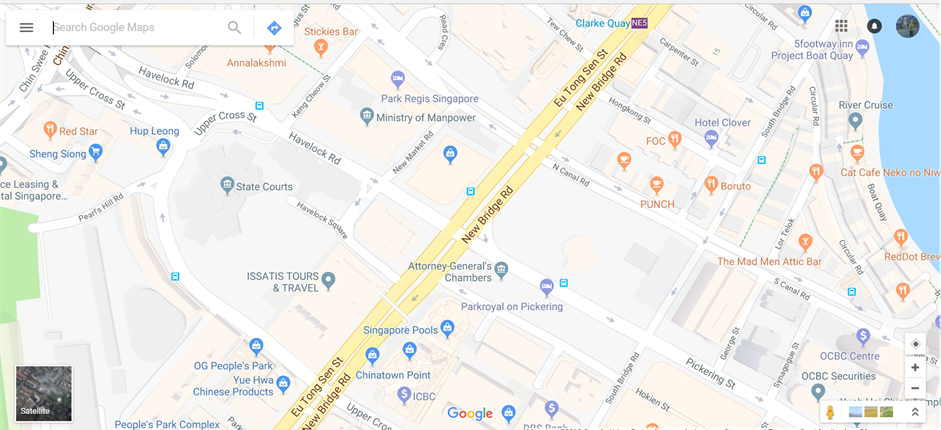 Search Google Maps
Clarke Quay NE5
Stickies Bar
Annalakshmi
Read Cres
Tew Chew St
Carpenter St
5footway.inn
Project Boat Quay
Chin Swee
Chin
Havelock Rd
Upper Cross St
Keng Cheow St
Park Regis Singapore
Ministry of Manpower
Eu Tong Sen St
New Bridge Rd
Hongkong St
South Bridge Rd
Circular Rd
River Cruise
Hotel Clover
FOC
Red Star
Hup Leong
Upper Cross St
Sheng Siong
Havelock Rd
New Market Rd
Cat Cafe Neko no Niw
ce Leasing &
tal Singapore...
State Courts
N Canal Rd
PUNCH
Boruto
Boat Quay
Circular Rd
Pearl's Hill Rd
Havelock Square
New Bridge Rd
Lor Telok
RedDot Brew
The Mad Men Attic Bar
Attorney-General's
Chambers
ISSATIS TOURS
& TRAVEL
S Canal Rd
Parkroyal on Pickering
Singapore Pools
OG People's Park
Yue Hwa
Chinese Products
Chinatown Point
ICBC
Eu Tong Sen St
New Bridge Rd
South Bridge Rd
George St
Synagogue St
Pickering St
OCBC Centre
OCBC Securities
Hokien St
Satellite
Google
People's Park Complex